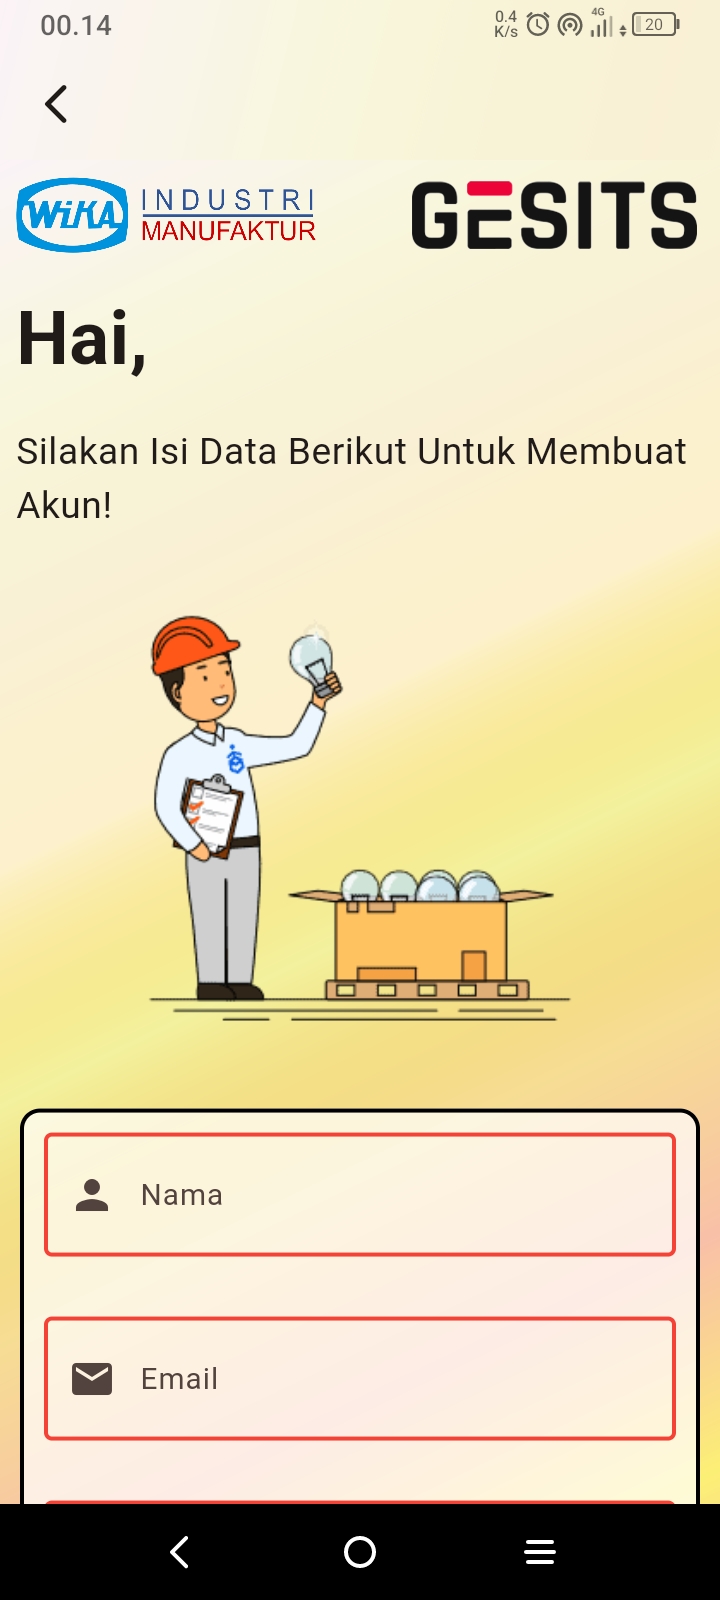 00.14
0.4
K/s
4G
20
WiKA
INDUSTRI
MANUFAKTUR
GESITS
Hai,
Silakan Isi Data Berikut Untuk Membuat
Akun!
Nama
Email